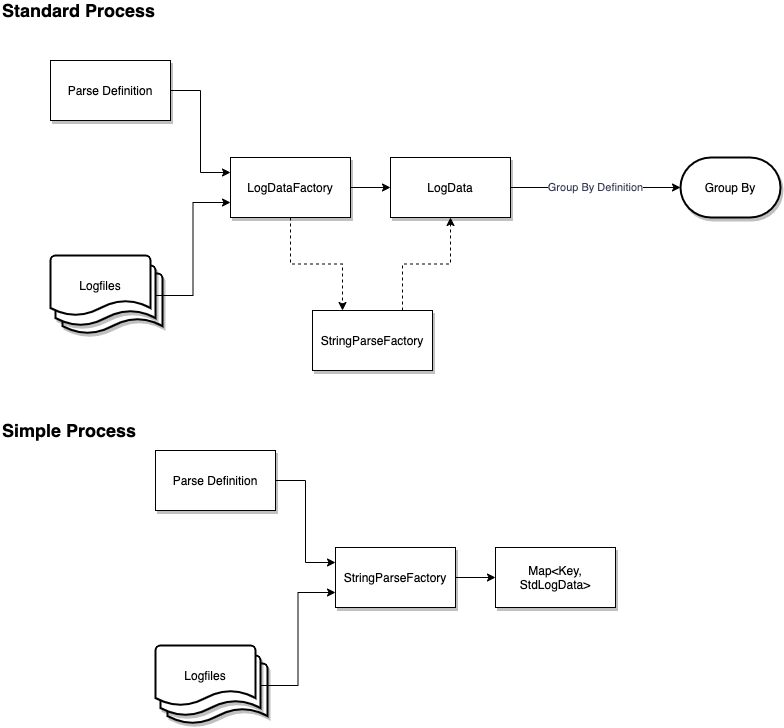 Standard Process
Parse Definition
LogDataFactory
LogData
Group By Definition
Group By
Logfiles
StringParseFactory
Simple Process
Parse Definition
StringParseFactory
Map<Key,
StdLogData>
Logfiles